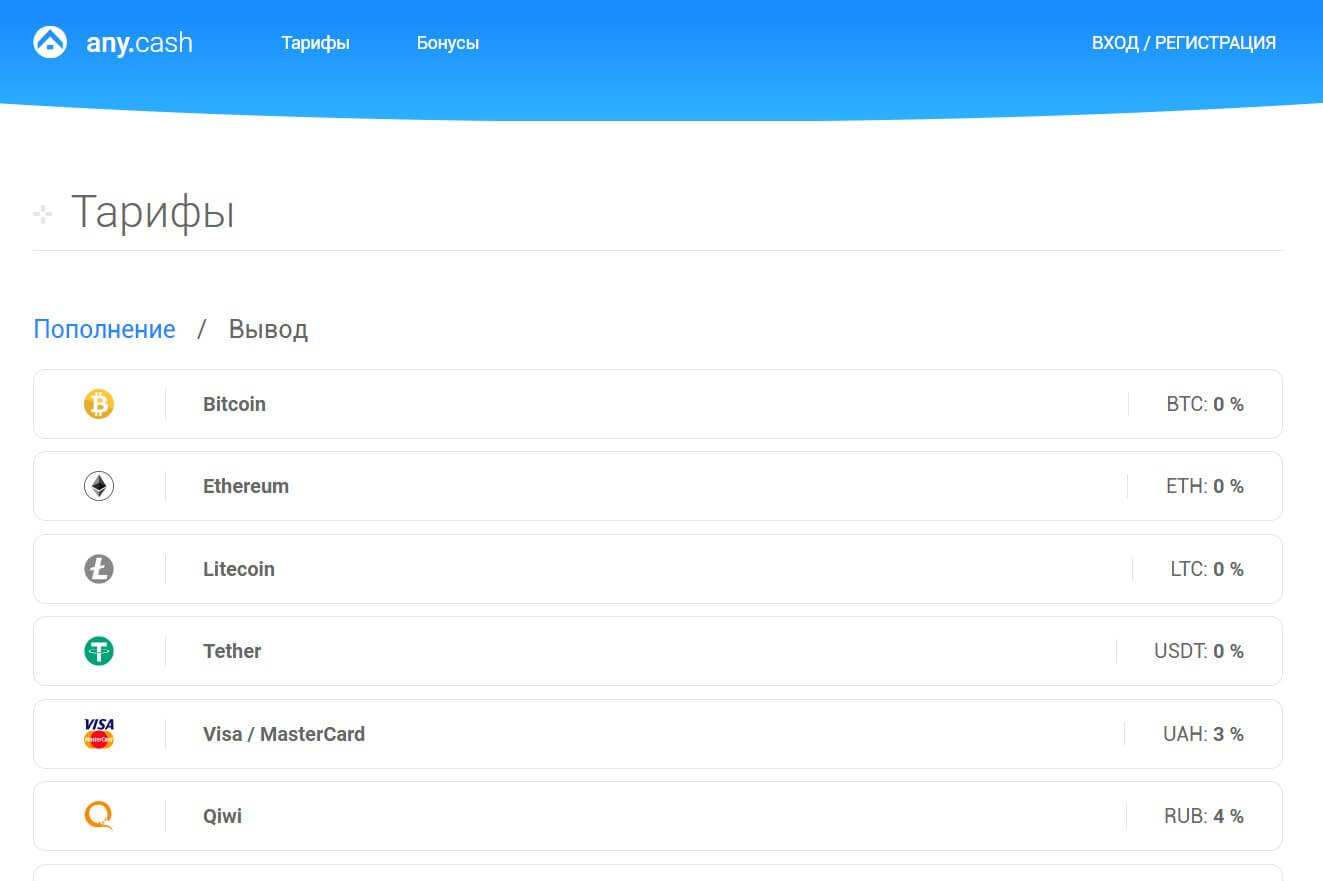 any.cash Тарифы Бонусы ВХОД / РЕГИСТРАЦИЯ
Тарифы
Пополнение / Вывод
Bitcoin BTC: 0 %
Ethereum ETH: 0 %
Litecoin LTC: 0 %
Tether USDT: 0 %
VISA MasterCard Visa / MasterCard UAH: 3 %
Qiwi RUB: 4 %